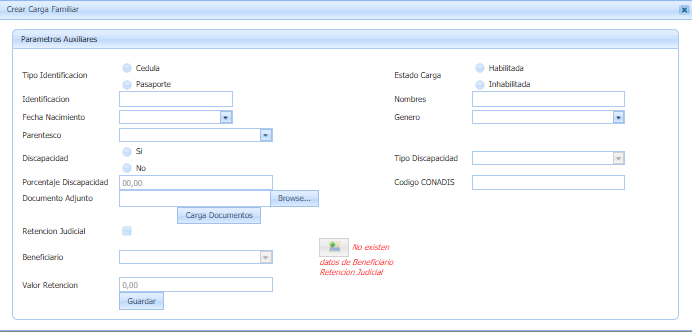 Crear Carga Familiar
Parametros Auxiliares
Tipo Identificacion
Cedula
Pasaporte
Estado Carga
Habilitada
Inhabilitada
Identificacion
Nombres
Fecha Nacimiento
Genero
Parentesco
Discapacidad
Si
No
Tipo Discapacidad
Porcentaje Discapacidad
00,00
Codigo CONADIS
Documento Adjunto
Browse...
Carga Documentos
Retencion Judicial
Beneficiario
No existen
datos de Beneficiario
Retencion Judicial
Valor Retencion
0,00
Guardar